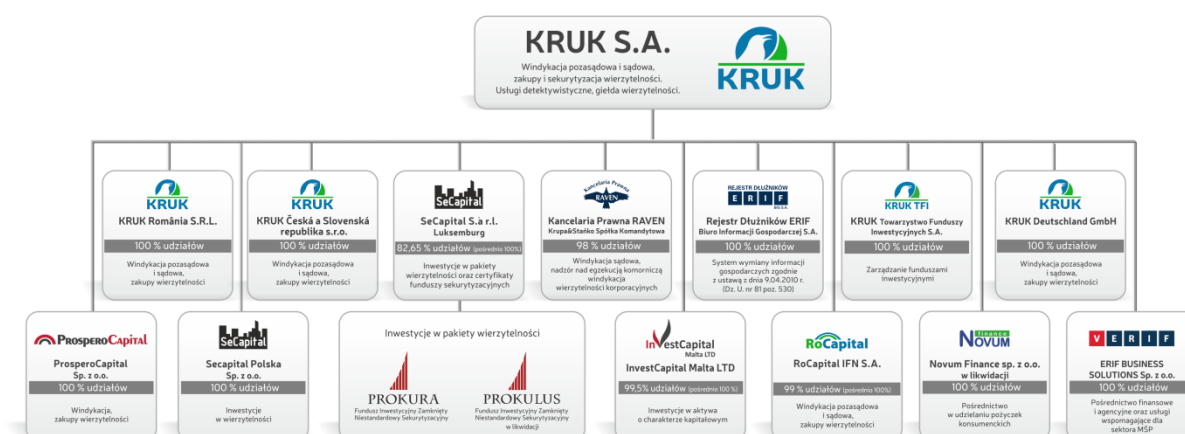 KRUK S.A.
Windykacja pozasądowa i sądowa,
zakupy i sekurytyzacja wierzytelności.
Usługi detektywistyczne, giełda wierzytelności.
KRUK
KRUK
KRUK România S.R.L.
100 % udziałów
Windykacja pozasądowa
i sądowa,
zakupy wierzytelności
KRUK
KRUK Česká a Slovenská
republika s.r.o.
100 % udziałów
Windykacja pozasądowa
i sądowa,
zakupy wierzytelności
SeCapital
SeCapital S.à r.l.
Luksemburg
82,65 % udziałów (pośrednio 100%)
Inwestycje w pakiety
wierzytelności oraz certyfikaty
funduszy sekurytyzacyjnych
Kancelaria Prawna
RAVEN
Kancelaria Prawna RAVEN
Krupa&Stańko Spółka Komandytowa
98 % udziałów
Windykacja sądowa,
nadzór nad egzekucją komorniczą
windykacja
wierzytelności korporacyjnych
REJESTR DŁUŻNIKÓW
ERIF
BIG S.A.
Rejestr Dłużników ERIF
Biuro Informacji Gospodarczej S.A.
100 % udziałów
System wymiany informacji
gospodarczych zgodnie
z ustawą z dnia 9.04.2010 r.
(Dz. U. nr 81 poz. 530)
KRUK TFI
KRUK Towarzystwo Funduszy
Inwestycyjnych S.A.
100 % udziałów
Zarządzanie funduszami
inwestycyjnymi
KRUK
KRUK Deutschland GmbH
100 % udziałów
Windykacja pozasądowa
i sądowa,
zakupy wierzytelności
PROSPEROCAPITAL
ProsperoCapital
Sp. z o.o.
100 % udziałów
Windykacja,
zakupy wierzytelności
SeCapital
Secapital Polska
Sp. z o.o.
100 % udziałów
Inwestycje
w wierzytelności
Inwestycje w pakiety wierzytelności
PROKURA
Fundusz Inwestycyjny Zamknięty
Niestandardowy Sekurytyzacyjny
PROKULUS
Fundusz Inwestycyjny Zamknięty
Niestandardowy Sekurytyzacyjny
w likwidacji
InVestCapital
Malta LTD
InvestCapital Malta LTD
99,5% udziałów (pośrednio 100 %)
Inwestycje w aktywa
o charakterze kapitałowym
RoCapital
RoCapital IFN S.A.
99 % udziałów (pośrednio 100%)
Windykacja pozasądowa
i sądowa,
zakupy wierzytelności
NOVUM finance
Novum Finance sp. z o.o.
w likwidacji
100 % udziałów
Pośrednictwo
w udzielaniu pożyczek
konsumenckich
VERIF
ERIF BUSINESS
SOLUTIONS Sp. z o.o.
100 % udziałów
Pośrednictwo finansowe
i agencyjne oraz usługi
wspomagające dla
sektora MŚP